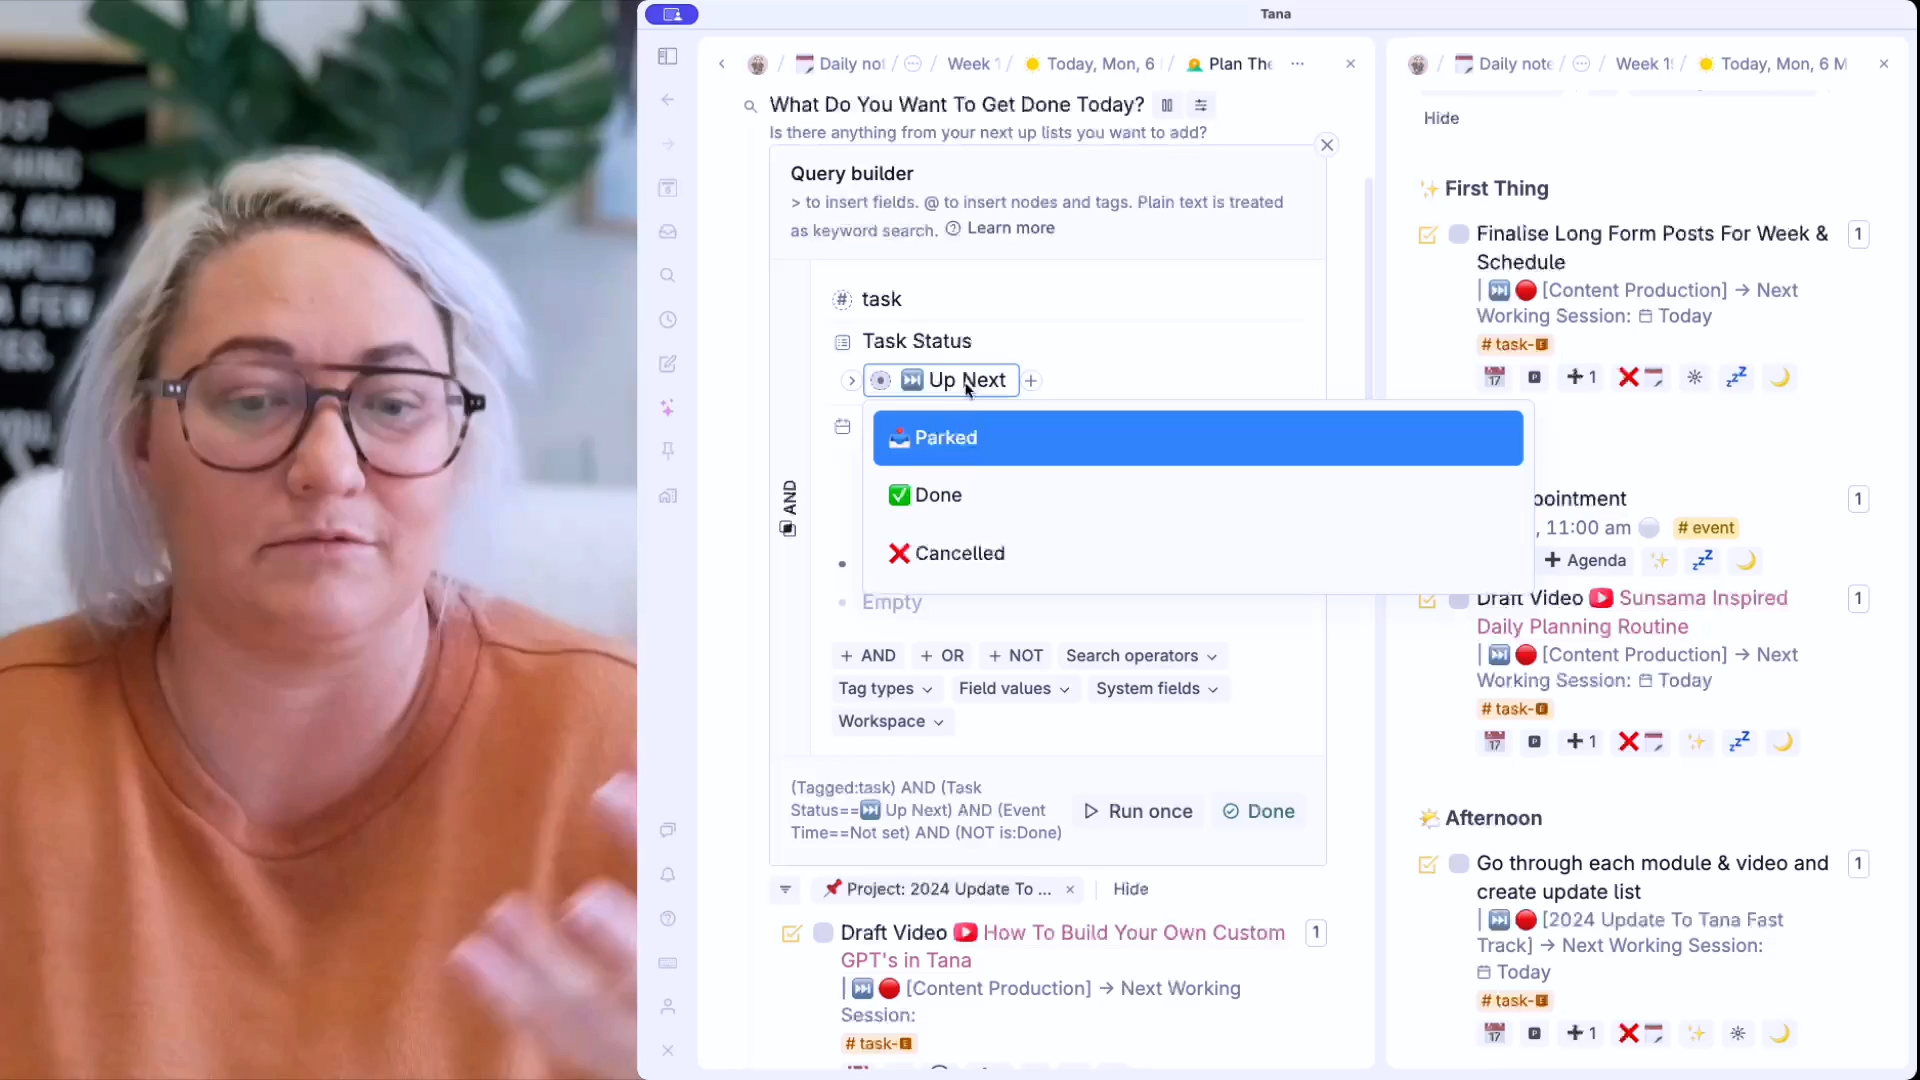 Tana
Daily not
Week 1
Today, Mon, 6
Plan The
What Do You Want To Get Done Today?
Is there anything from your next up lists you want to add?
Query builder
> to insert fields. @ to insert nodes and tags. Plain text is treated
as keyword search. Learn more
# task
Task Status
Up Next
Parked
Done
Cancelled
AND
Empty
+ AND + OR + NOT Search operators
Tag types Field values System fields
Workspace
(Tagged:task) AND (Task
Status==⏭️ Up Next) AND (Event
Time==Not set) AND (NOT is:Done)
Run once
Done
Project: 2024 Update To ... × Hide
Draft Video ▶️ How To Build Your Own Custom
GPT's in Tana
1
| ⏭️ 🔴 [Content Production] → Next Working
Session:
# task-
Daily note
Week 19
Today, Mon, 6 M
Hide
✨ First Thing
Finalise Long Form Posts For Week &
Schedule
1
| ⏭️ 🔴 [Content Production] → Next
Working Session: Today
# task-
P + 1
pointment
1
, 11:00 am # event
+ Agenda
Draft Video ▶️ Sunsama Inspired
Daily Planning Routine
1
| ⏭️ 🔴 [Content Production] → Next
Working Session: Today
# task-
P + 1
Afternoon
Go through each module & video and
create update list
1
| ⏭️ 🔴 [2024 Update To Tana Fast
Track] → Next Working Session:
Today
# task-
P + 1